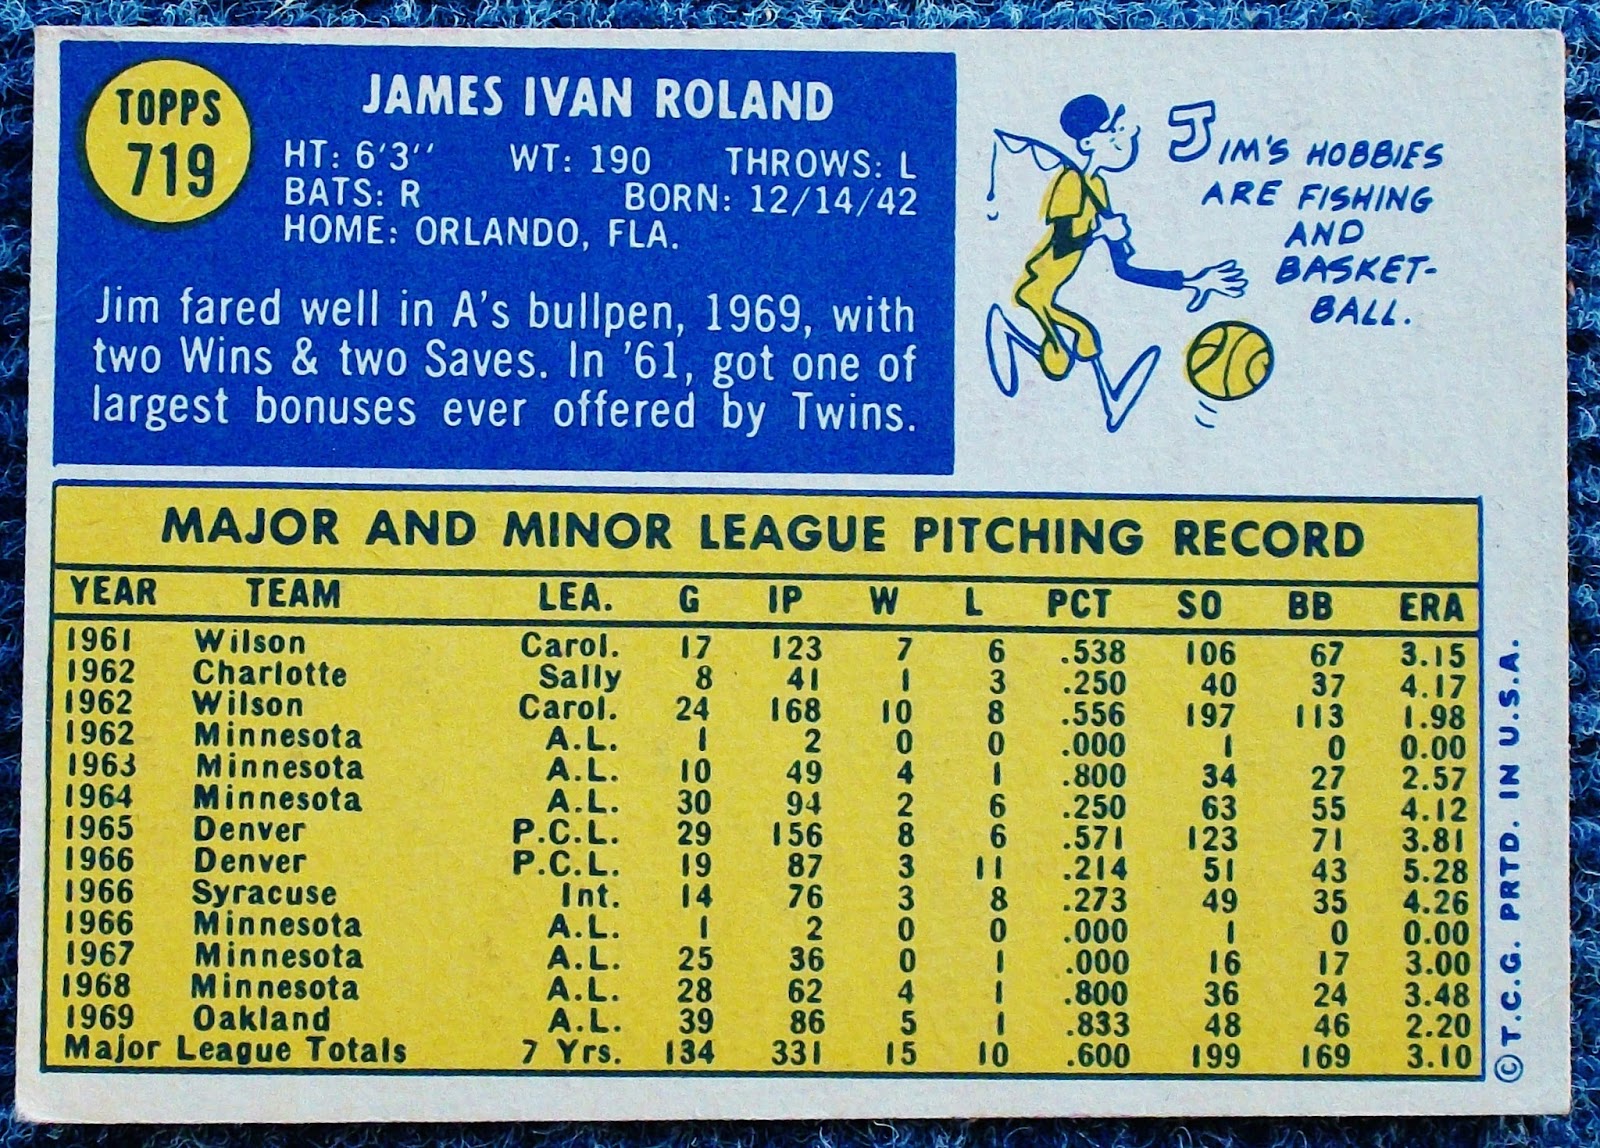 TOPPS
719
JAMES IVAN ROLAND
HT: 6'3'' WT: 190 THROWS: L
BATS: R BORN: 12/14/42
HOME: ORLANDO, FLA.
Jim fared well in A's bullpen, 1969, with
two Wins & two Saves. In '61, got one of
largest bonuses ever offered by Twins.
JIM'S HOBBIES
ARE FISHING
AND
BASKET-
BALL.
MAJOR AND MINOR LEAGUE PITCHING RECORD
YEAR TEAM LEA. G IP W L PCT SO BB ERA
1961 Wilson Carol. 17 123 7 6 .538 106 67 3.15
1962 Charlotte Sally 8 41 1 3 .250 40 37 4.17
1962 Wilson Carol. 24 168 10 8 .556 197 113 1.98
1962 Minnesota A.L. 1 2 0 0 .000 1 0 0.00
1963 Minnesota A.L. 10 49 4 1 .800 34 27 2.57
1964 Minnesota A.L. 30 94 2 6 .250 63 55 4.12
1965 Denver P.C.L. 29 156 8 6 .571 123 71 3.81
1966 Denver P.C.L. 19 87 3 11 .214 51 43 5.28
1966 Syracuse Int. 14 76 3 8 .273 49 35 4.26
1966 Minnesota A.L. 1 2 0 0 .000 1 0 0.00
1967 Minnesota A.L. 25 36 0 1 .000 16 17 3.00
1968 Minnesota A.L. 28 62 4 1 .800 36 24 3.48
1969 Oakland A.L. 39 86 5 1 .833 48 46 2.20
Major League Totals 7 Yrs. 134 331 15 10 .600 199 169 3.10
© T.C.G. PRTD. IN U.S.A.